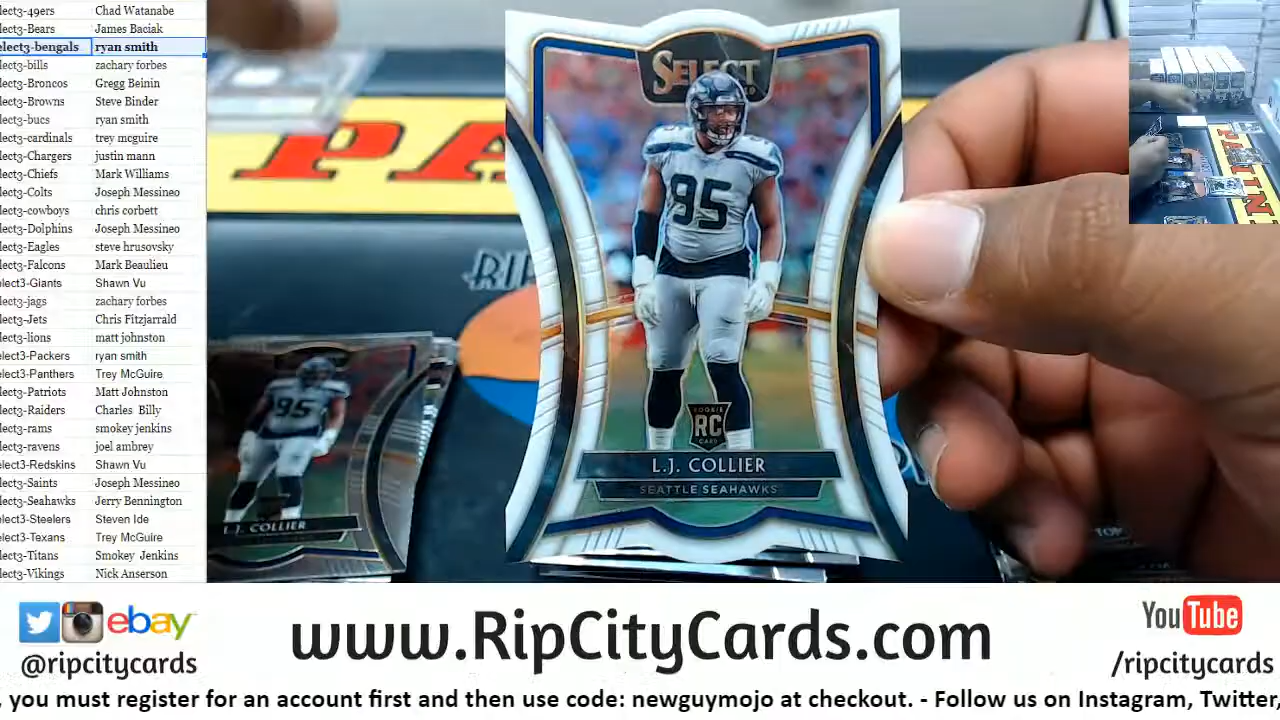 lect3-49ers Chad Watanabe
lect3-Bears James Baciak
elect3-bengals ryan smith
lect3-bills zachary forbes
lect3-Broncos Gregg Beinin
lect3-Browns Steve Binder
lect3-bucs ryan smith
lect3-cardinals trey mcguire
lect3-Chargers justin mann
lect3-Chiefs Mark Williams
lect3-Colts Joseph Messineo
lect3-cowboys chris corbett
lect3-Dolphins Joseph Messineo
lect3-Eagles steve hrusovsky
lect3-Falcons Mark Beaulieu
elect3-Giants Shawn Vu
lect3-jags zachary forbes
lect3-Jets Chris Fitzjarrald
lect3-lions matt johnston
elect3-Packers ryan smith
elect3-Panthers Trey McGuire
lect3-Patriots Matt Johnston
lect3-Raiders Charles Billy
lect3-rams smokey jenkins
lect3-ravens joel ambrey
elect3-Redskins Shawn Vu
lect3-Saints Joseph Messineo
elect3-Seahawks Jerry Bennington
elect3-Steelers Steven Ide
elect3-Texans Trey McGuire
lect3-Titans Smokey Jenkins
lect3-Vikings Nick Anserson
PA
RIP
SELECT
95
ROOKIE
RC
CARD
L.J. COLLIER
SEATTLE SEAHAWKS
95
L.J. COLLIER
ebay
@ripcitycards
www.RipCityCards.com
YouTube
/ripcitycards
, you must register for an account first and then use code: newguymojo at checkout. - Follow us on Instagram, Twitter,